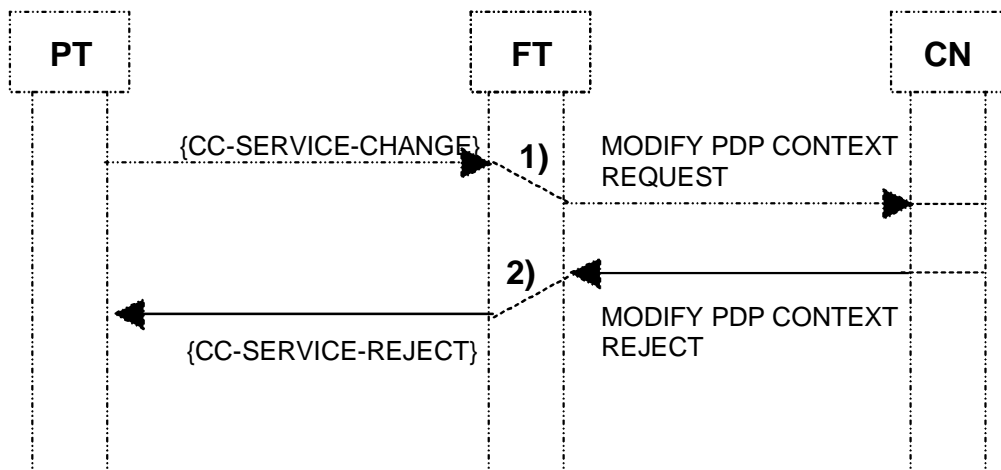 PT
FT
CN
{CC-SERVICE-CHANGE}
1)
MODIFY PDP CONTEXT
REQUEST
2)
MODIFY PDP CONTEXT
REJECT
{CC-SERVICE-REJECT}